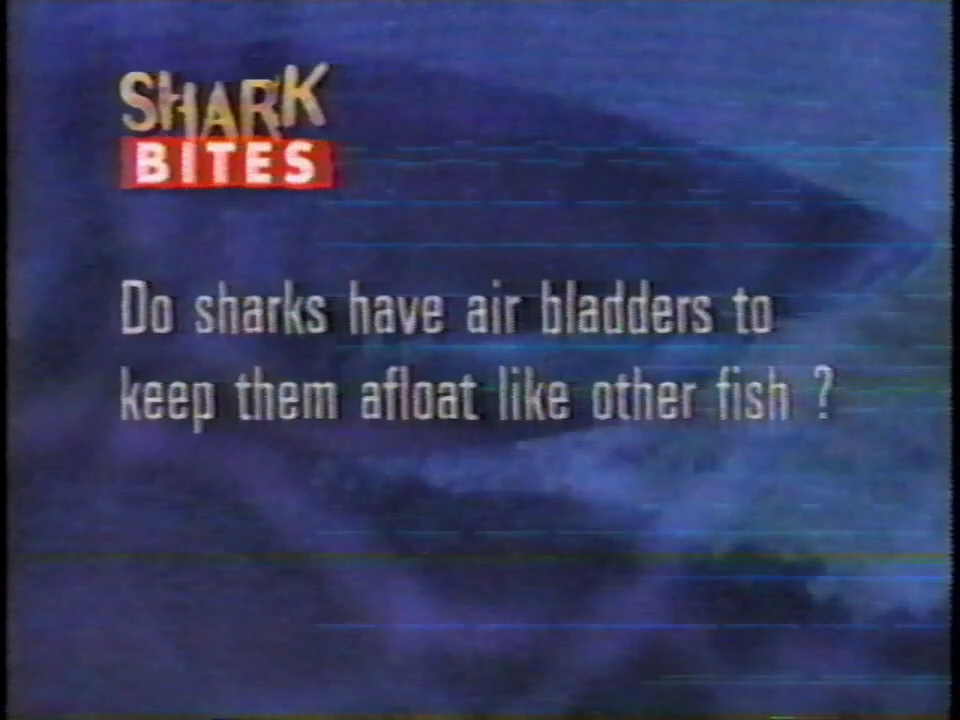 SHARK
BITES
Do sharks have air bladders to
keep them afloat like other fish ?